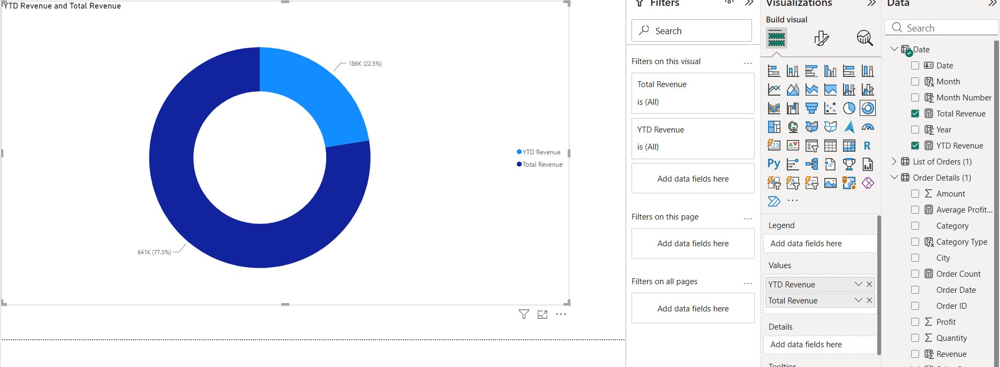 YTD Revenue and Total Revenue
186K (22.5%)
641K (77.5%)
YTD Revenue
Total Revenue
Filters
Search
Filters on this visual
...
Total Revenue
is (All)
YTD Revenue
is (All)
Add data fields here
Filters on this page
...
Add data fields here
Filters on all pages
...
Add data fields here
Visualizations
Build visual
123
R
Py
...
Legend
Add data fields here
Values
YTD Revenue
Total Revenue
Details
Add data fields here
Tooltips
Data
Search
Date
Date
Month
Month Number
Total Revenue
Year
YTD Revenue
List of Orders (1)
Order Details (1)
Amount
Average Profit...
Category
Category Type
City
Order Count
Order Date
Order ID
Profit
Quantity
Revenue